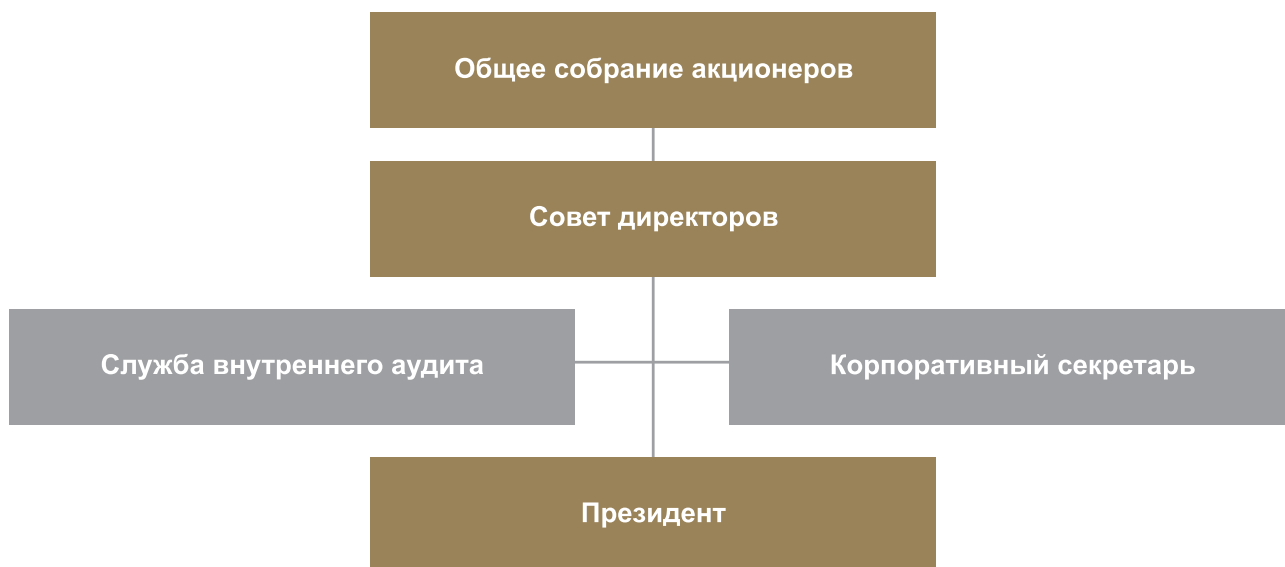 Общее собрание акционеров
Совет директоров
Служба внутреннего аудита
Корпоративный секретарь
Президент